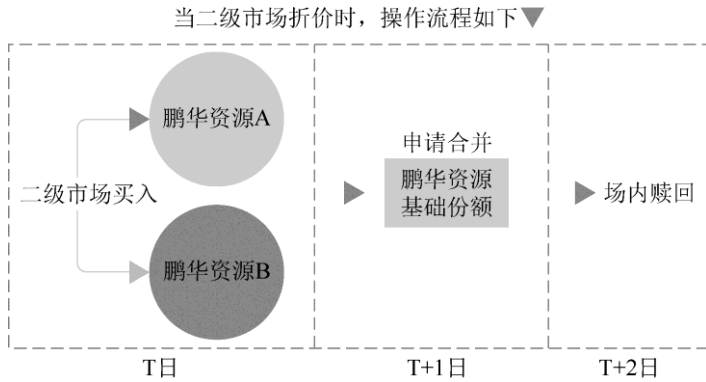 当二级市场折价时，操作流程如下
鹏华资源A
二级市场买入
鹏华资源B
申请合并
鹏华资源
基础份额
场内赎回
T日
T+1日
T+2日